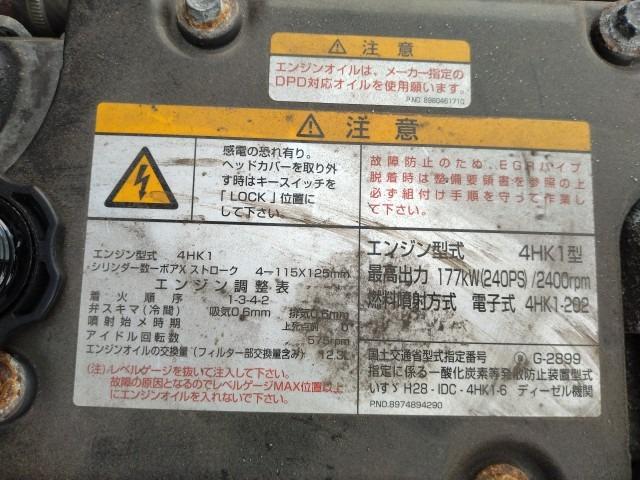 ⚠ 注意
エンジンオイルは、メーカー指定の
DPD対応オイルを使用願います。
P.NO. 8980461710
⚠ 注意
感電の恐れ有り。
ヘッドカバーを取り外
す時はキースイッチを
「LOCK」位置に
して下さい。
故障防止のため、EGRパイプ
脱着時は整備要領書を参照の上
必ず組付け手順を守って作業し
て下さい。
エンジン型式 4HK1
シリンダー数−ボアX ストローク 4−115X125mm
エンジン調整表
着火順序 1-3-4-2
弁スキマ(冷間) 吸気0.6mm 排気0.6mm
噴射始め時期 上死点前 0°
アイドル回転数 575rpm
エンジンオイルの交換量(フィルター部交換量含み) 12.3L
(注)レベルゲージを抜いて注入して下さい。
故障の原因となるのでレベルゲージMAX位置以上
にエンジンオイルを入れないで下さい。
エンジン型式 4HK1型
最高出力 177kW(240PS)/2400rpm
燃料噴射方式 電子式 4HK1-202
国土交通省型式指定番号 G-2899
指定に係る一酸化炭素等発散防止装置型式
いすゞ H28 - IDC - 4HK1-6 ディーゼル機関
P.NO.8974894290